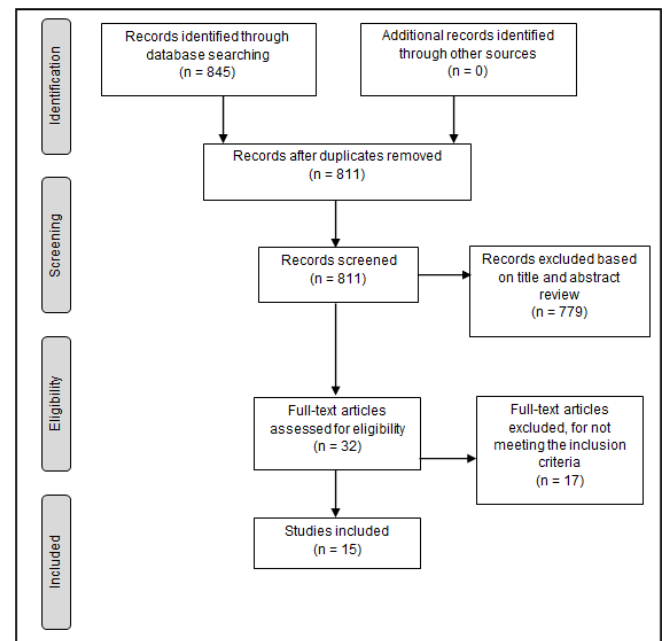 Identification
Records identified through
database searching
(n = 845)
Additional records identified
through other sources
(n = 0)
Records after duplicates removed
(n = 811)
Screening
Records screened
(n = 811)
Records excluded based
on title and abstract
review
(n = 779)
Eligibility
Full-text articles
assessed for eligibility
(n = 32)
Full-text articles
excluded, for not
meeting the inclusion
criteria
(n = 17)
Included
Studies included
(n = 15)